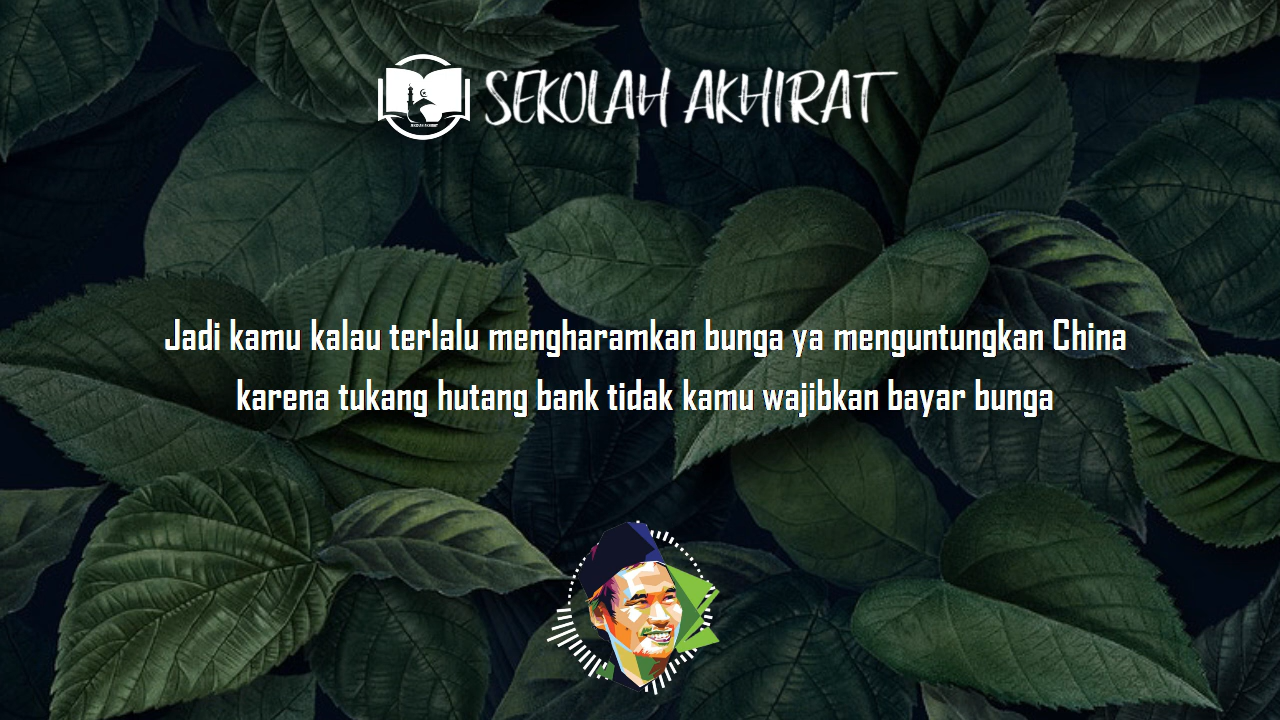 SEKOLAH AKHIRAT
Jadi kamu kalau terlalu mengharamkan bunga ya menguntungkan China
karena tukang hutang bank tidak kamu wajibkan bayar bunga